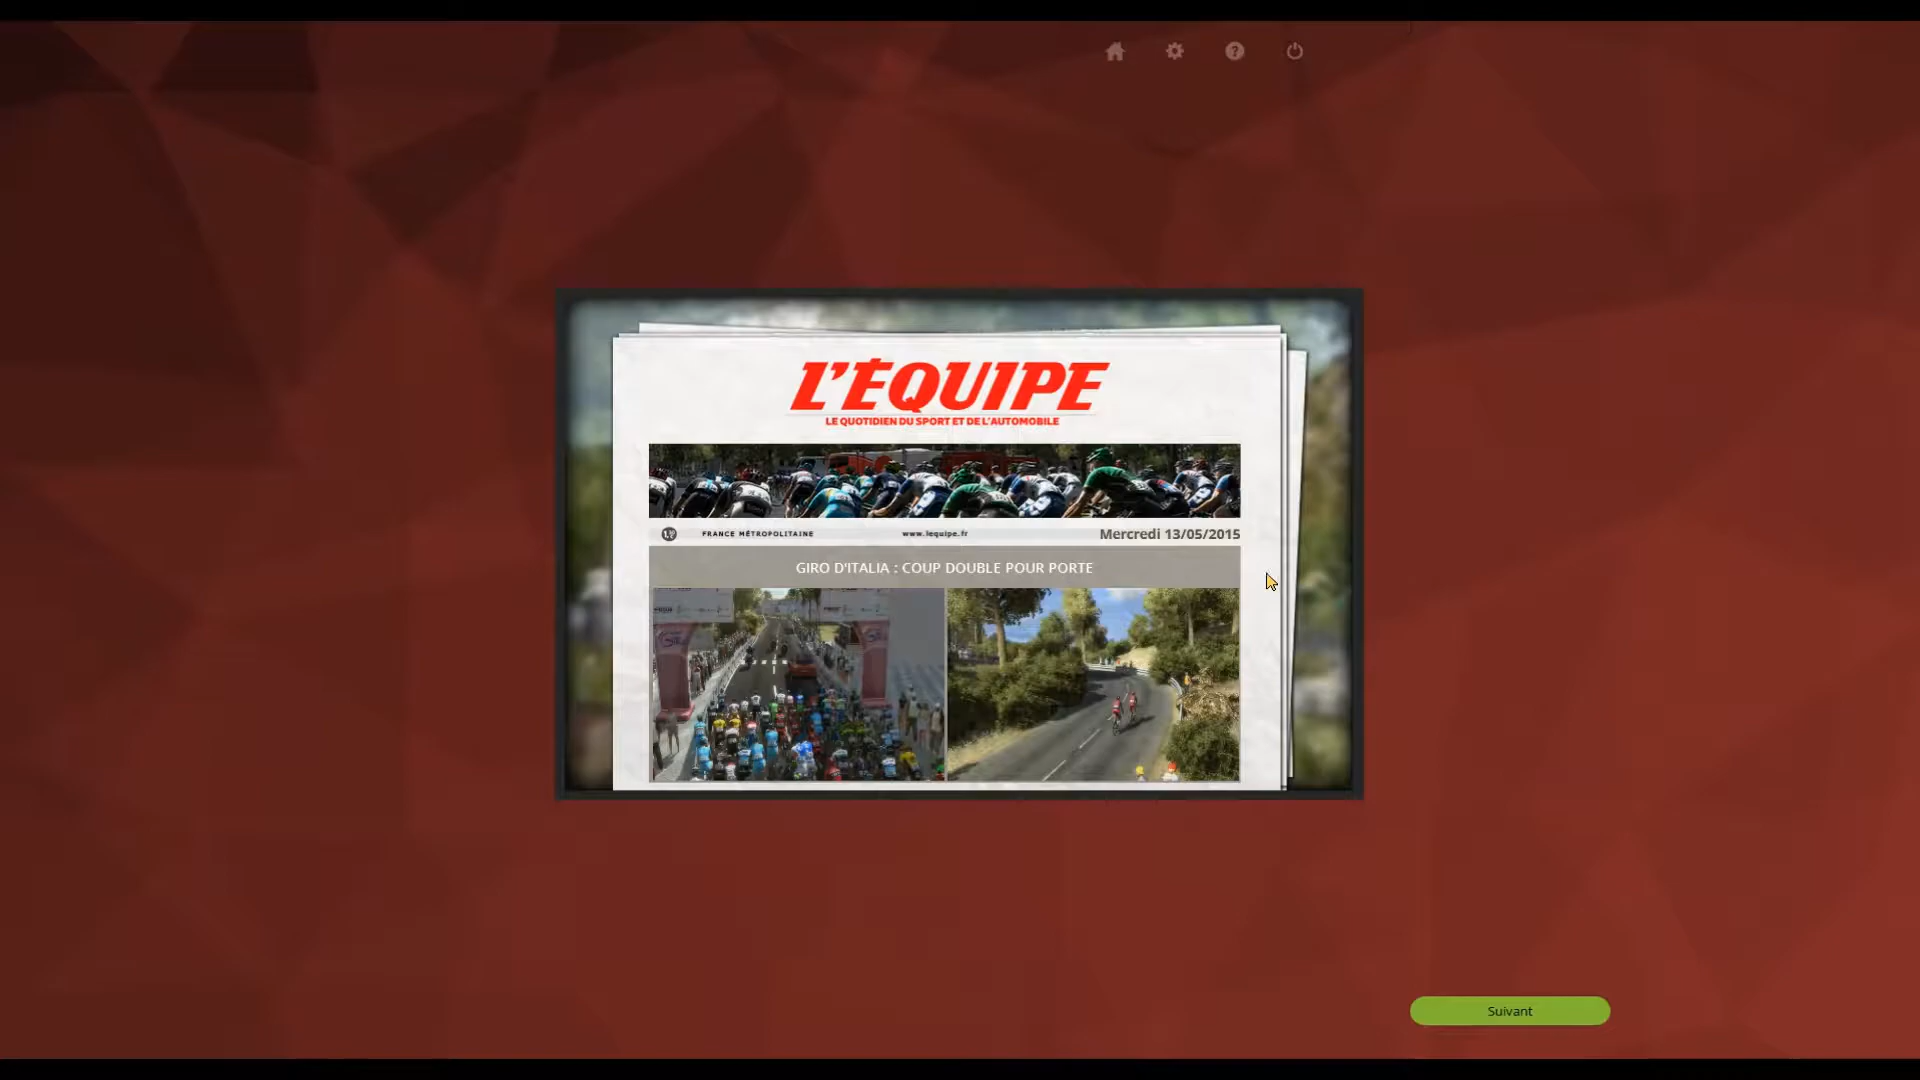 L'ÉQUIPE
LE QUOTIDIEN DU SPORT ET DE L'AUTOMOBILE
FRANCE MÉTROPOLITAINE www.lequipe.fr Mercredi 13/05/2015
GIRO D'ITALIA : COUP DOUBLE POUR PORTE
Suivant